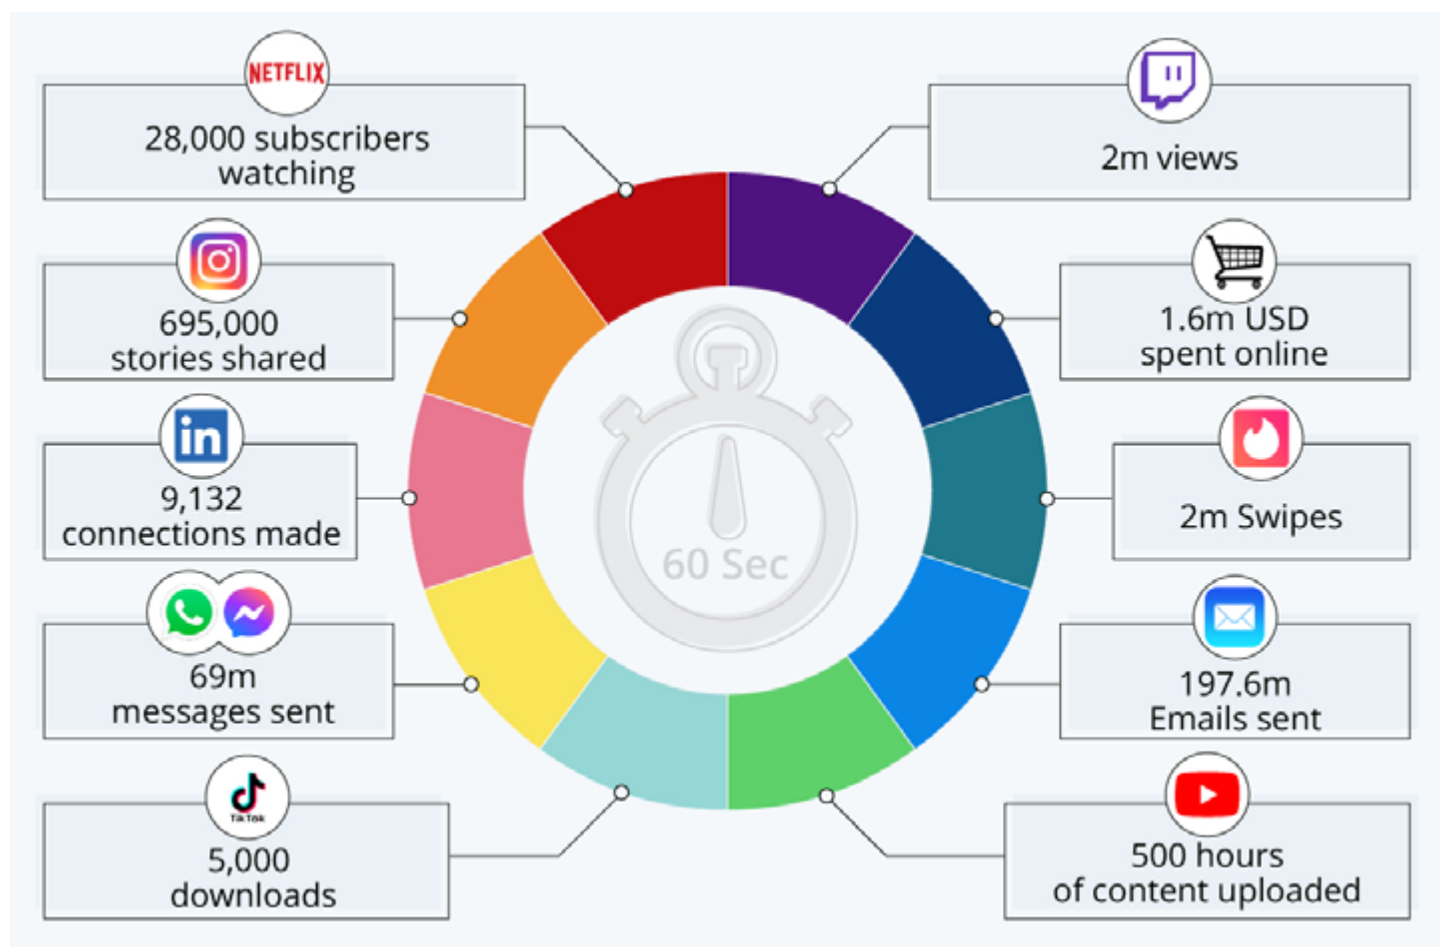 NETFLIX
28,000 subscribers
watching
2m views
695,000
stories shared
1.6m USD
spent online
in
9,132
connections made
2m Swipes
60 Sec
69m
messages sent
197.6m
Emails sent
TikTok
5,000
downloads
500 hours
of content uploaded